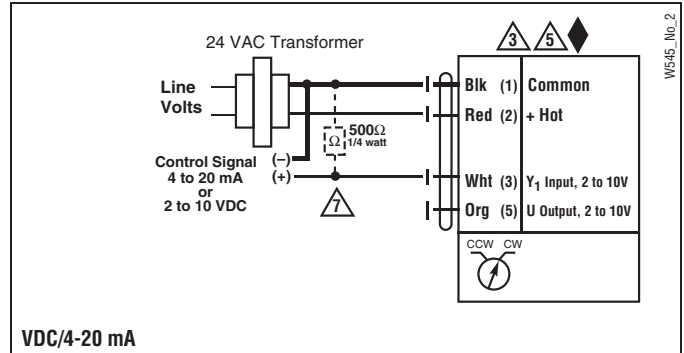 24 VAC Transformer
3
5
W545_No_2
Line
Volts
Blk (1) Common
Red (2) + Hot
500Ω
1/4 watt
Ω
Control Signal (–)
4 to 20 mA (+)
or
2 to 10 VDC
7
Wht (3) Y1 Input, 2 to 10V
Org (5) U Output, 2 to 10V
CCW CW
VDC/4-20 mA